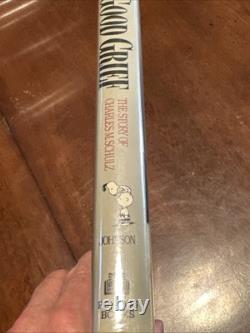 GOOD GRIEF
THE STORY OF
CHARLES M. SCHULZ
JOHNSON
BOOKS